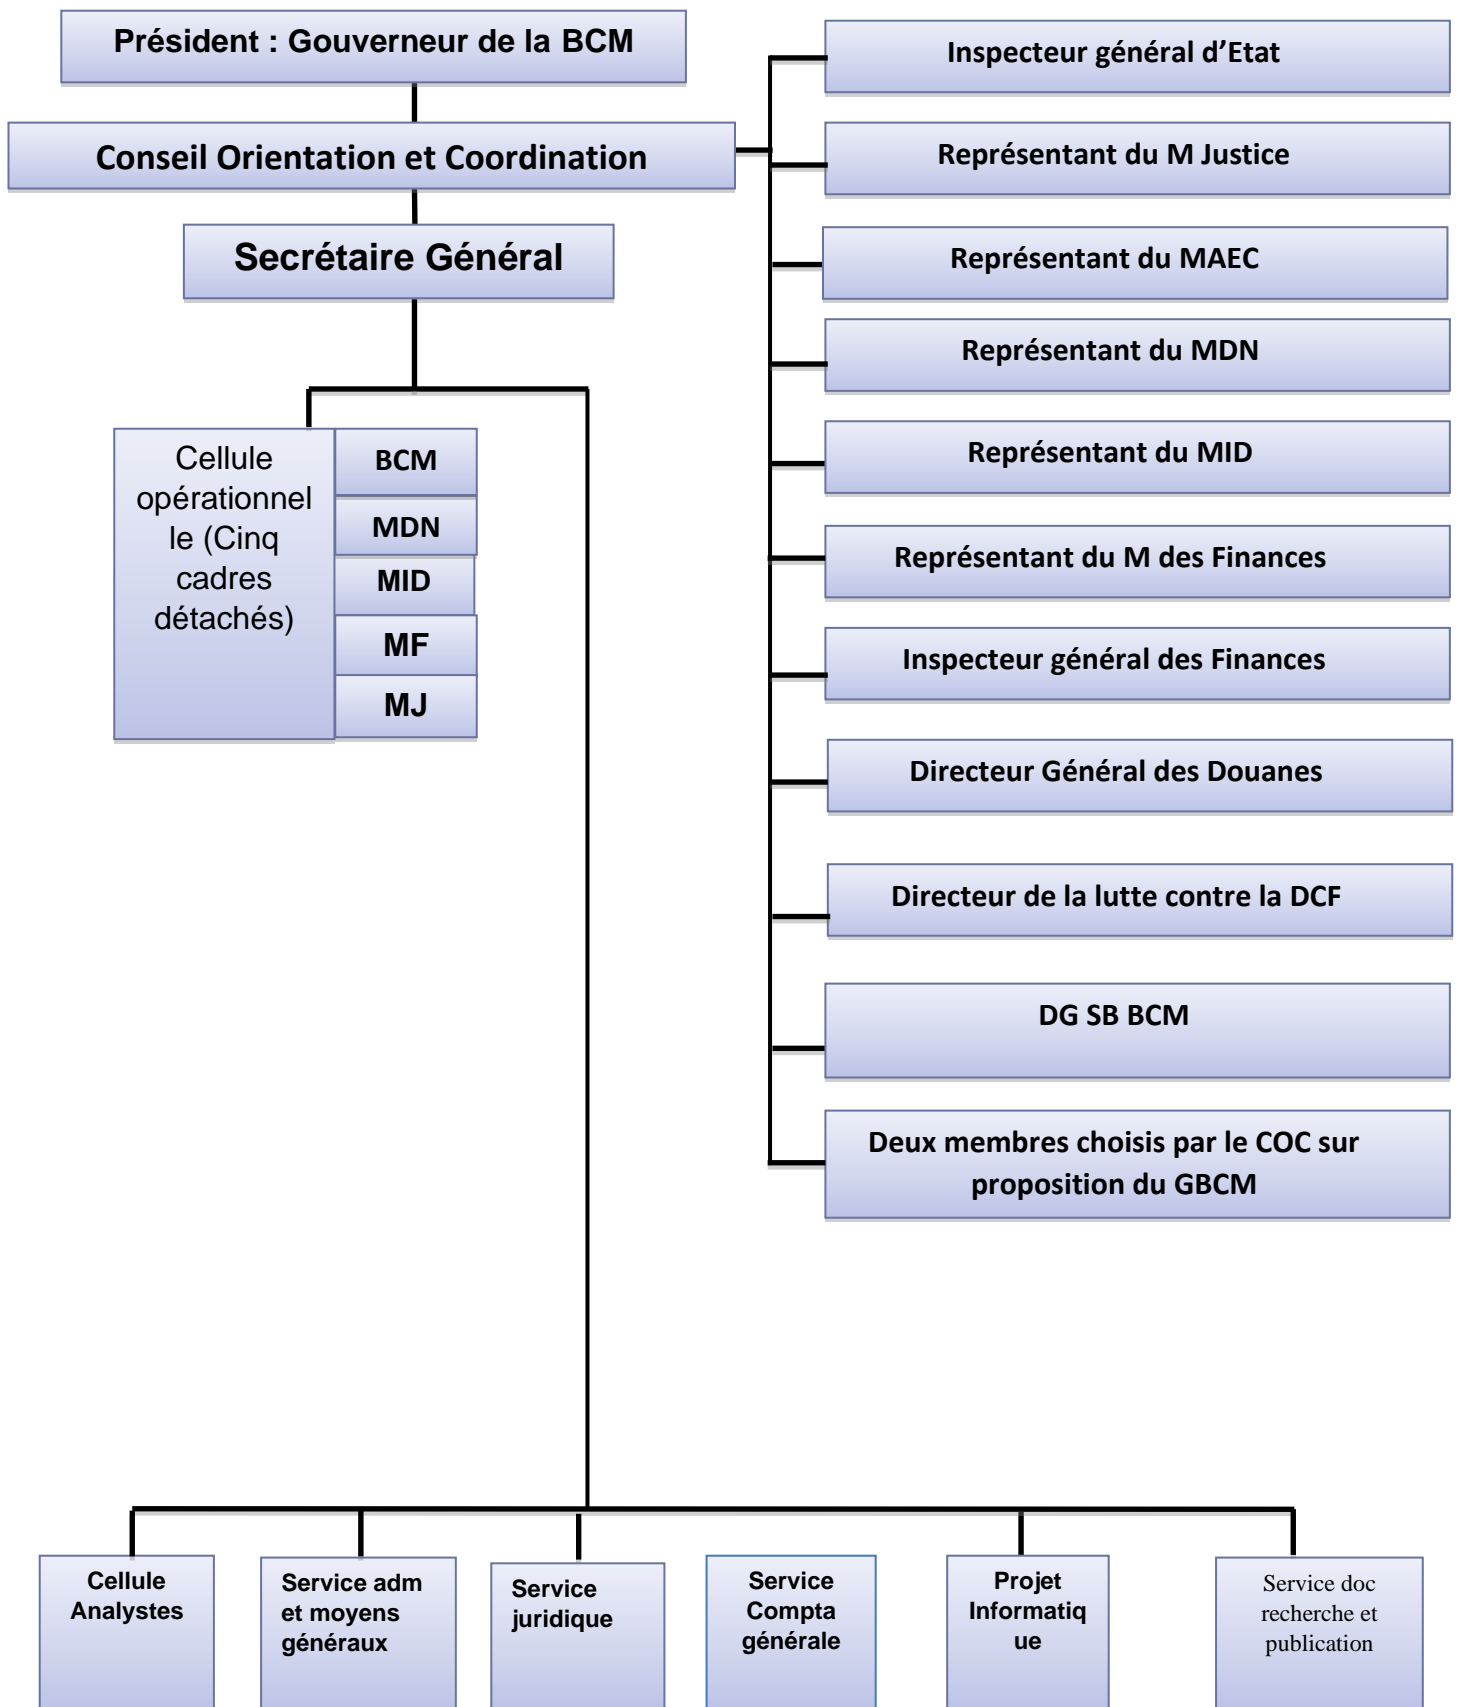 Président : Gouverneur de la BCM
Conseil Orientation et Coordination
Secrétaire Général
Cellule
opérationnel
le (Cinq
cadres
détachés)
BCM
MDN
MID
MF
MJ
Inspecteur général d’Etat
Représentant du M Justice
Représentant du MAEC
Représentant du MDN
Représentant du MID
Représentant du M des Finances
Inspecteur général des Finances
Directeur Général des Douanes
Directeur de la lutte contre la DCF
DG SB BCM
Deux membres choisis par le COC sur
proposition du GBCM
Cellule
Analystes
Service adm
et moyens
généraux
Service
juridique
Service
Compta
générale
Projet
Informatiq
ue
Service doc
recherche et
publication